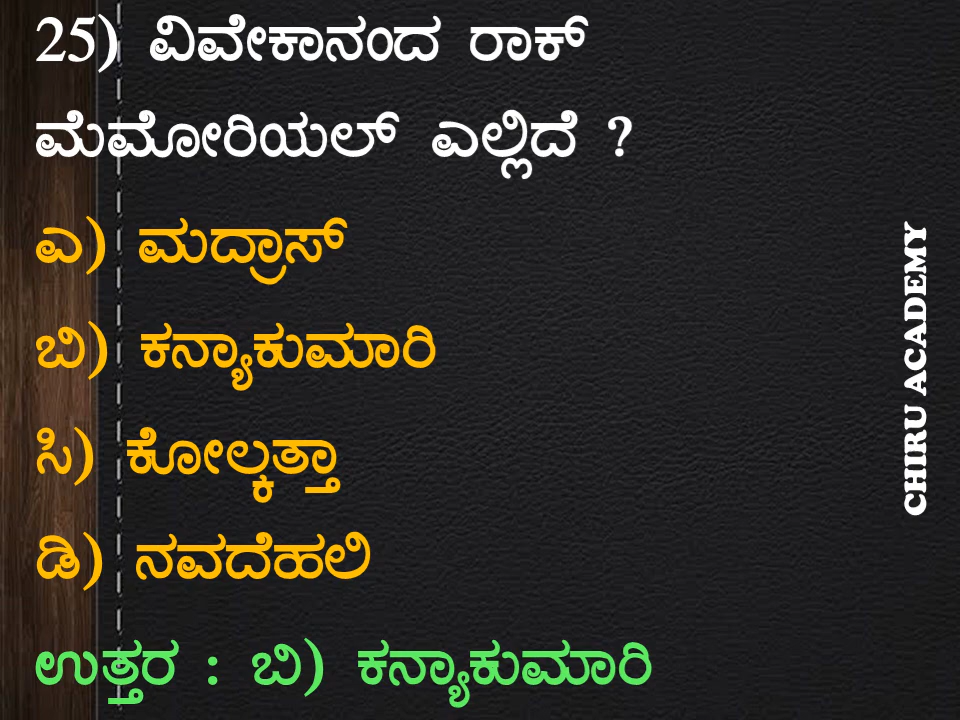 25) ವಿವೇಕಾನಂದ ರಾಕ್
ಮೆಮೋರಿಯಲ್ ಎಲ್ಲಿದೆ ?
ಎ) ಮದ್ರಾಸ್
ಬಿ) ಕನ್ಯಾಕುಮಾರಿ
ಸಿ) ಕೋಲ್ಕತ್ತಾ
ಡಿ) ನವದೆಹಲಿ
ಉತ್ತರ : ಬಿ) ಕನ್ಯಾಕುಮಾರಿ
CHIRU ACADEMY